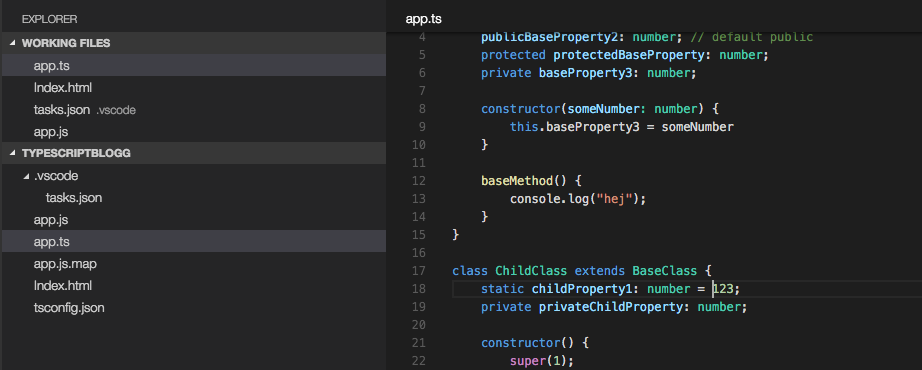 EXPLORER
WORKING FILES
app.ts
Index.html
tasks.json .vscode
app.js
TYPESCRIPTBLOGG
.vscode
tasks.json
app.js
app.ts
app.js.map
Index.html
tsconfig.json
app.ts
4 publicBaseProperty2: number; // default public
5 protected protectedBaseProperty: number;
6 private baseProperty3: number;
7
8 constructor(someNumber: number) {
9 this.baseProperty3 = someNumber
10 }
11
12 baseMethod() {
13 console.log("hej");
14 }
15 }
16
17 class ChildClass extends BaseClass {
18 static childProperty1: number = 123;
19 private privateChildProperty: number;
20
21 constructor() {
22 super(1);